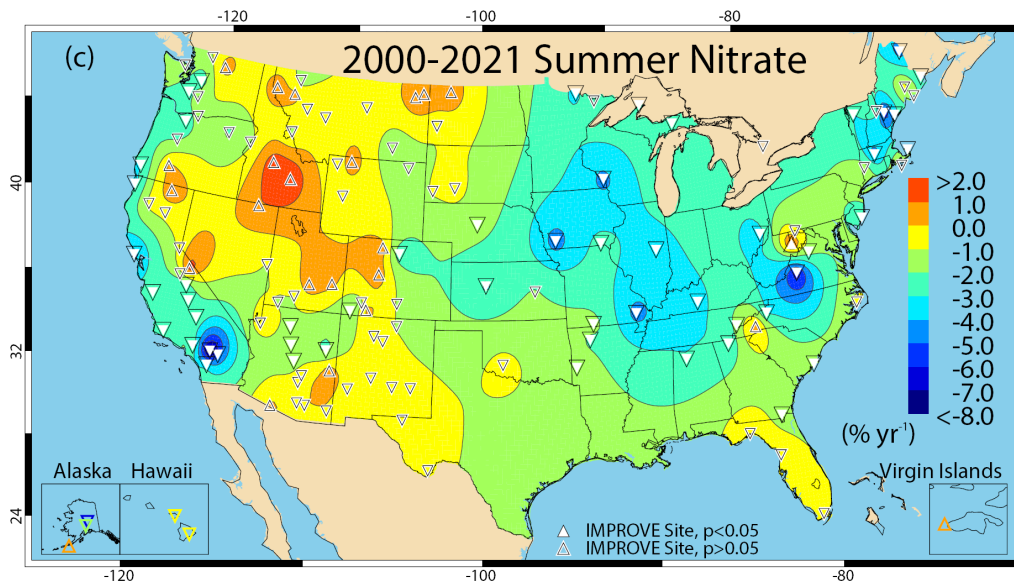 -120 -100 -80
(c) 2000-2021 Summer Nitrate
40
32
24
>2.0
1.0
0.0
-1.0
-2.0
-3.0
-4.0
-5.0
-6.0
-7.0
<-8.0
(% yr⁻¹)
Alaska Hawaii Virgin Islands
IMPROVE Site, p<0.05
IMPROVE Site, p>0.05
-120 -100 -80